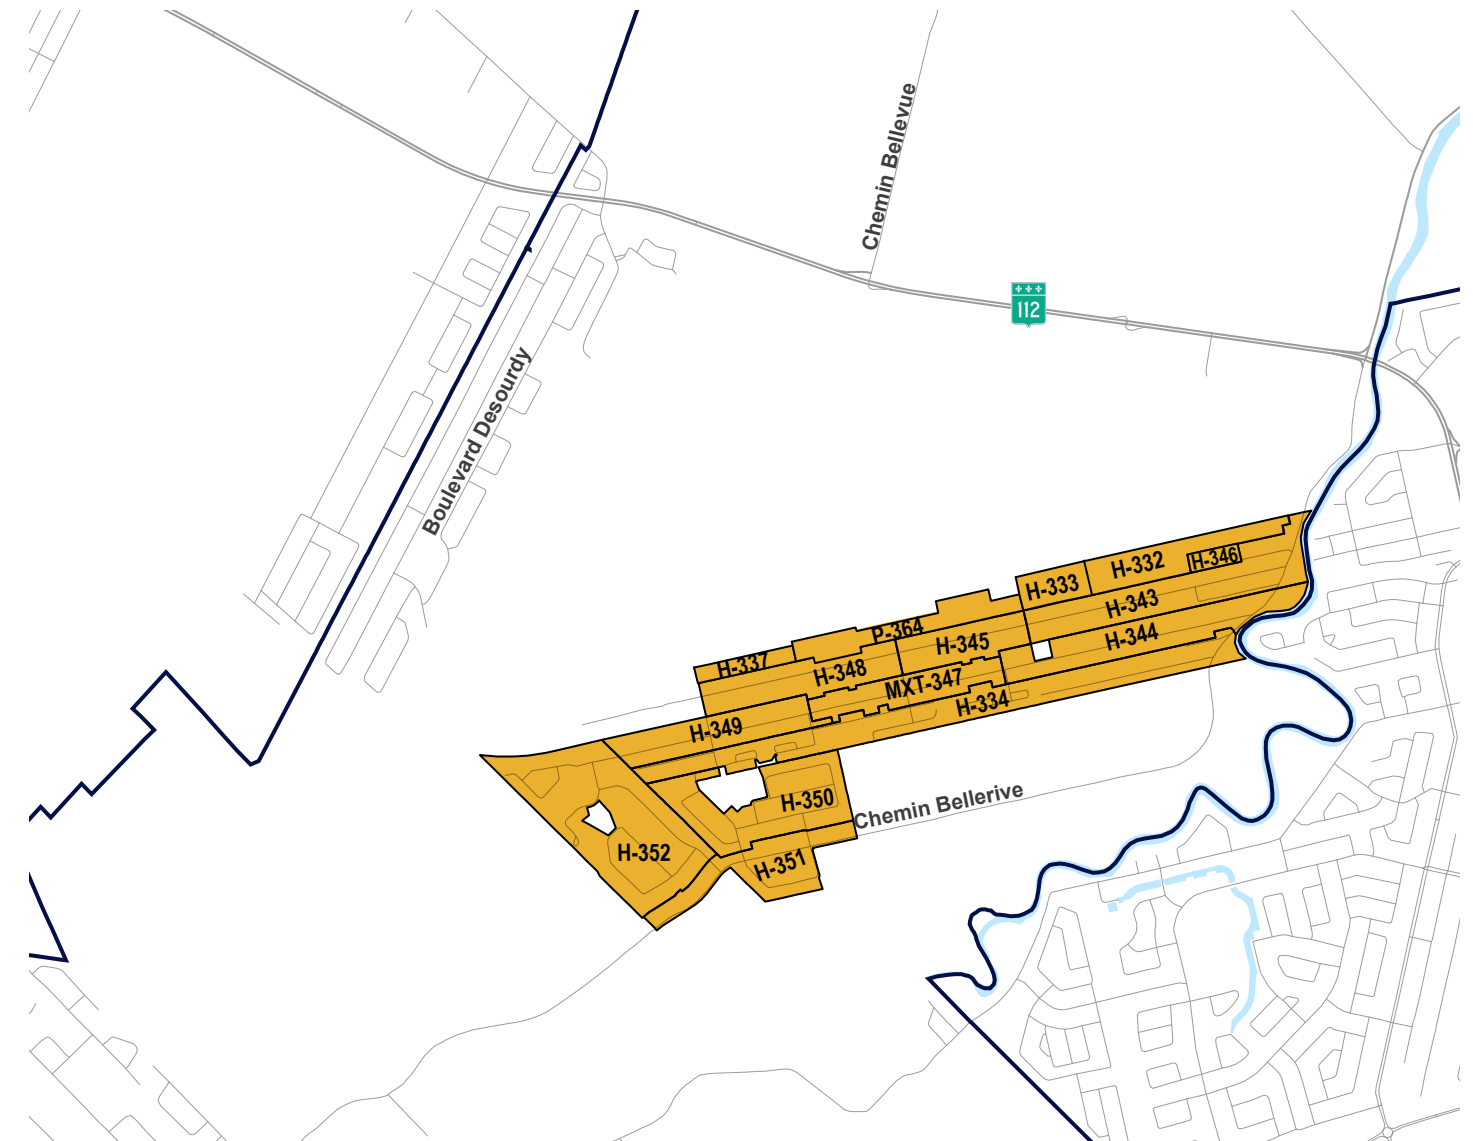 Chemin Bellevue
112
Boulevard Desourdy
H-332
H-346
H-333
H-343
P-364
H-345
H-344
H-337
H-348
MXT-347
H-334
H-349
Chemin Bellerive
H-350
H-352
H-351